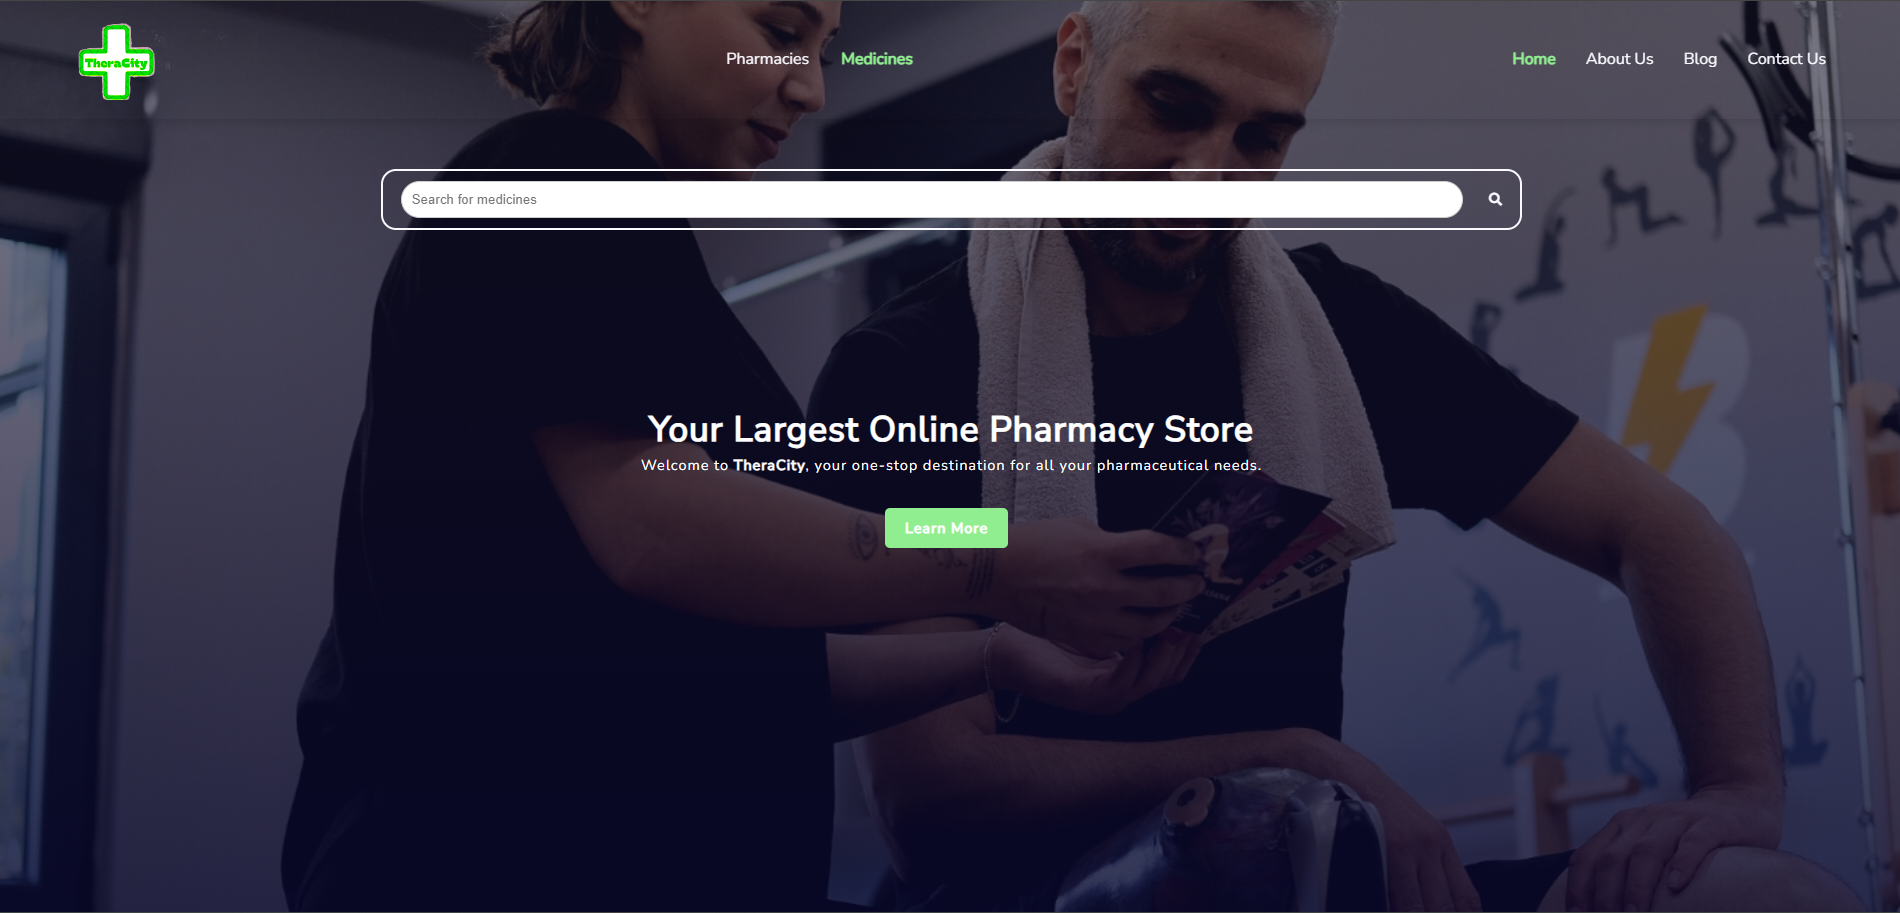 TheraCity
Pharmacies Medicines
Home About Us Blog Contact Us
Search for medicines
Your Largest Online Pharmacy Store
Welcome to TheraCity, your one-stop destination for all your pharmaceutical needs.
Learn More